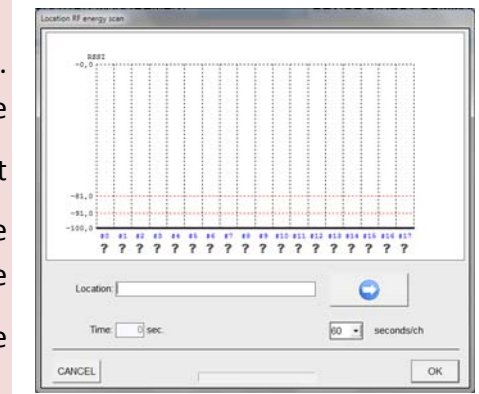 Location RF energy scan
RSSI
-0,0
-81,0
-91,0
-100,0
#0 #1 #2 #3 #4 #5 #6 #7 #8 #9 #10 #11 #12 #13 #14 #15 #16 #17
? ? ? ? ? ? ? ? ? ? ? ? ? ? ? ? ? ?
Location:
Time: 0 sec. 60 seconds/ch
CANCEL OK